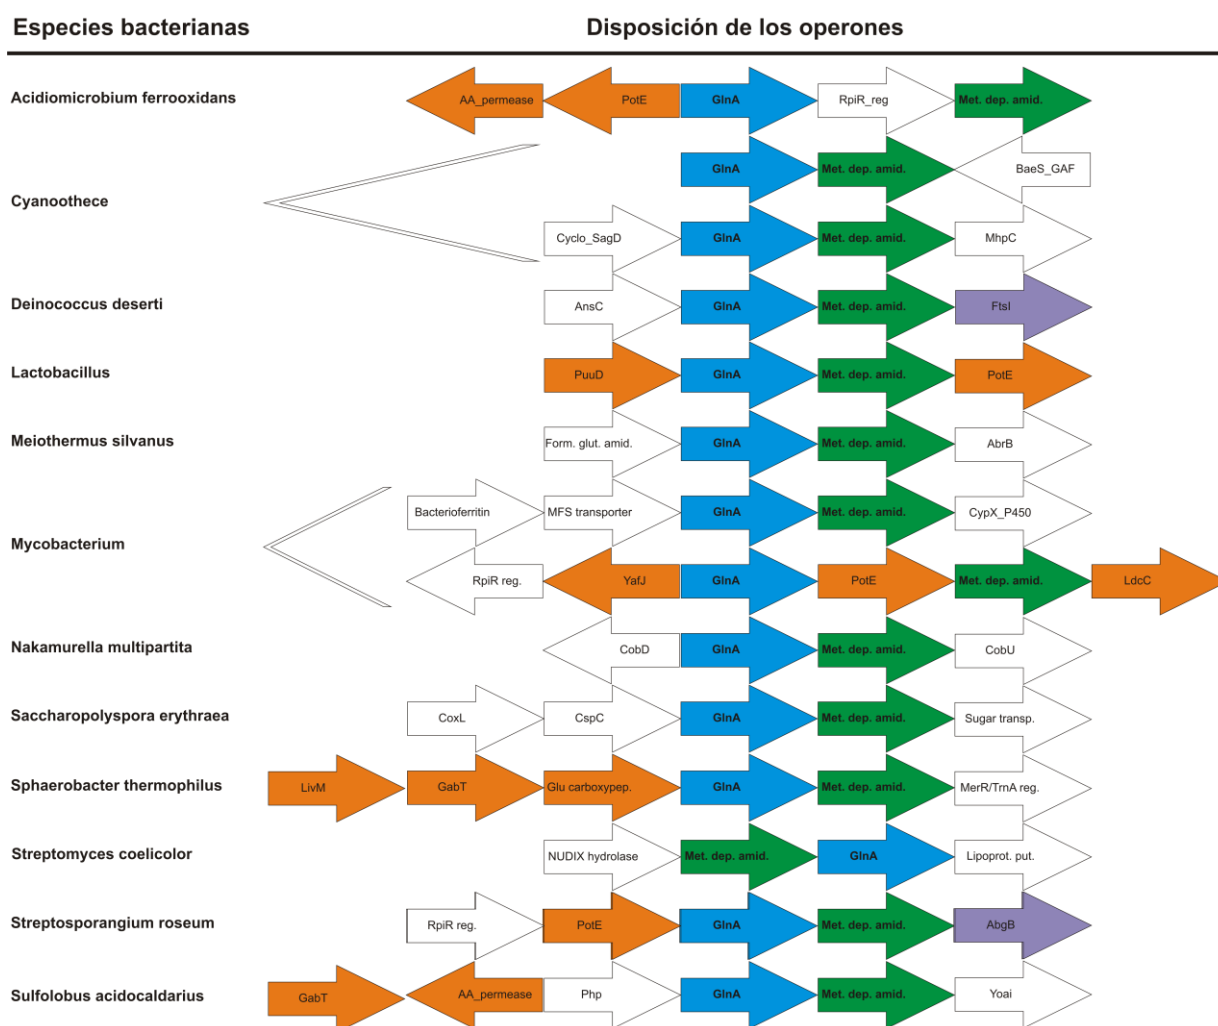 Especies bacterianas Disposición de los operones
Acidiomicrobium ferrooxidans AA_permease PotE GlnA RpiR_reg Met. dep. amid.
GlnA Met. dep. amid. BaeS_GAF
Cyanoothece
Cyclo_SagD GlnA Met. dep. amid. MhpC
Deinococcus deserti AnsC GlnA Met. dep. amid. FtsI
Lactobacillus PuuD GlnA Met. dep. amid. PotE
Meiothermus silvanus Form. glut. amid. GlnA Met. dep. amid. AbrB
Bacterioferritin MFS transporter GlnA Met. dep. amid. CypX_P450
Mycobacterium
RpiR reg. YafJ GlnA PotE Met. dep. amid. LdcC
Nakamurella multipartita CobD GlnA Met. dep. amid. CobU
Saccharopolyspora erythraea CoxL CspC GlnA Met. dep. amid. Sugar transp.
Sphaerobacter thermophilus LivM GabT Glu carboxypep. GlnA Met. dep. amid. MerR/TrnA reg.
Streptomyces coelicolor NUDIX hydrolase Met. dep. amid. GlnA Lipoprot. put.
Streptosporangium roseum RpiR reg. PotE GlnA Met. dep. amid. AbgB
Sulfolobus acidocaldarius GabT AA_permease Php GlnA Met. dep. amid. Yoai